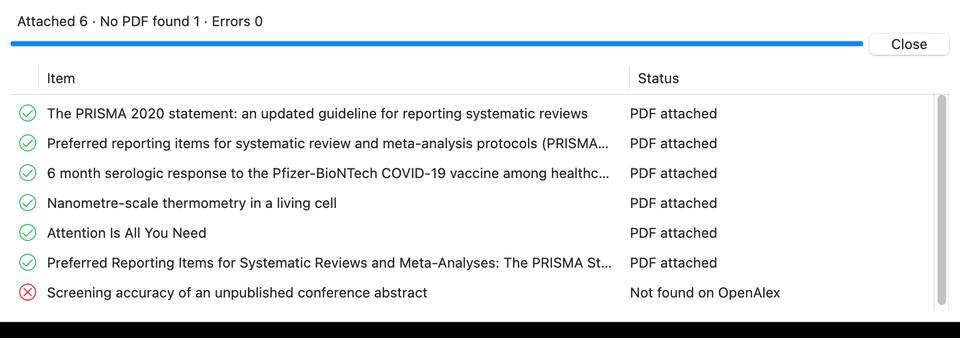 Attached 6 · No PDF found 1 · Errors 0
Close
Item Status
The PRISMA 2020 statement: an updated guideline for reporting systematic reviews PDF attached
Preferred reporting items for systematic review and meta-analysis protocols (PRISMA... PDF attached
6 month serologic response to the Pfizer-BioNTech COVID-19 vaccine among healthc... PDF attached
Nanometre-scale thermometry in a living cell PDF attached
Attention Is All You Need PDF attached
Preferred Reporting Items for Systematic Reviews and Meta-Analyses: The PRISMA St... PDF attached
Screening accuracy of an unpublished conference abstract Not found on OpenAlex